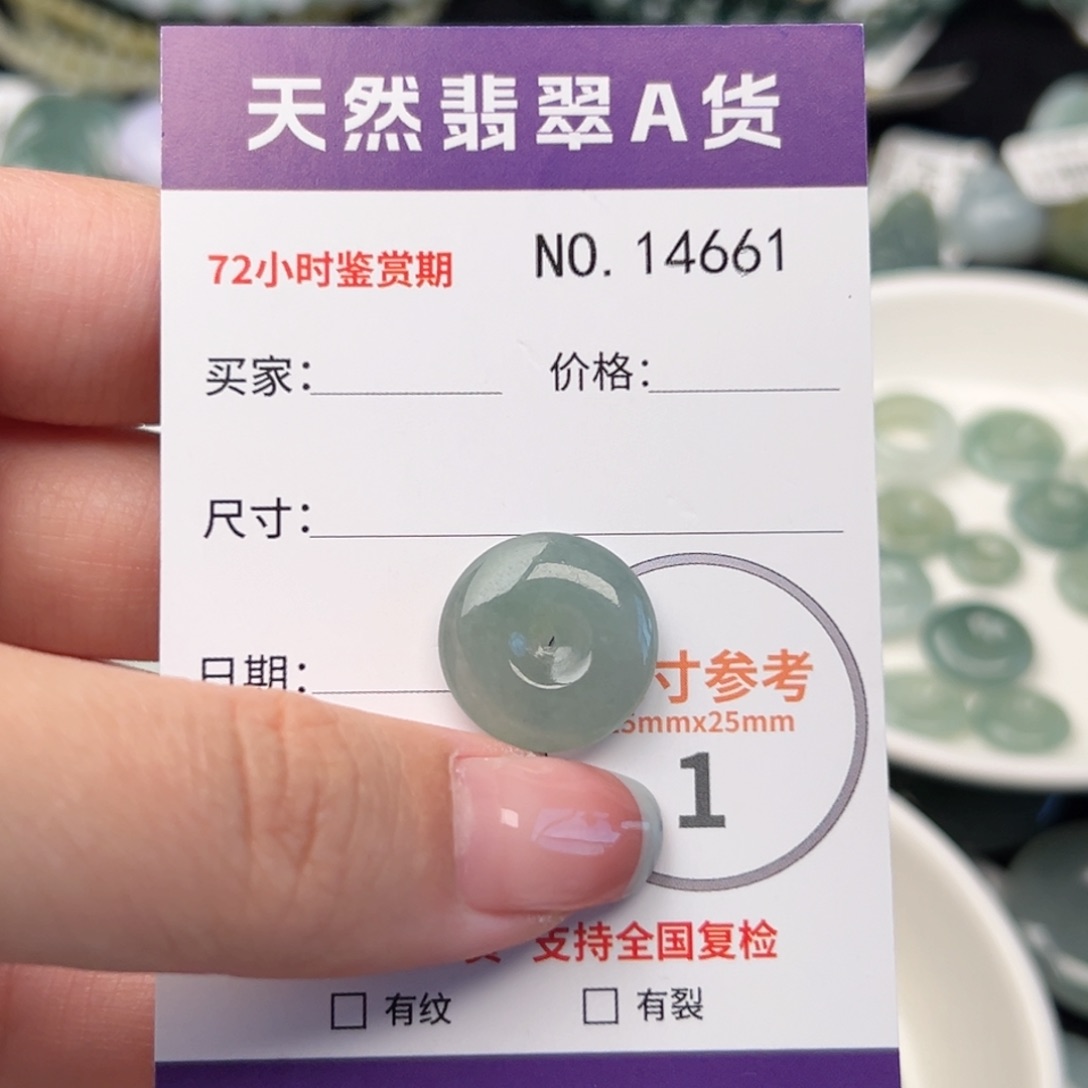 天然翡翠A货
72小时鉴赏期 NO. 14661
买家： 价格：
尺寸：
日期：
寸参考
5mmx25mm
1
支持全国复检
有纹 有裂